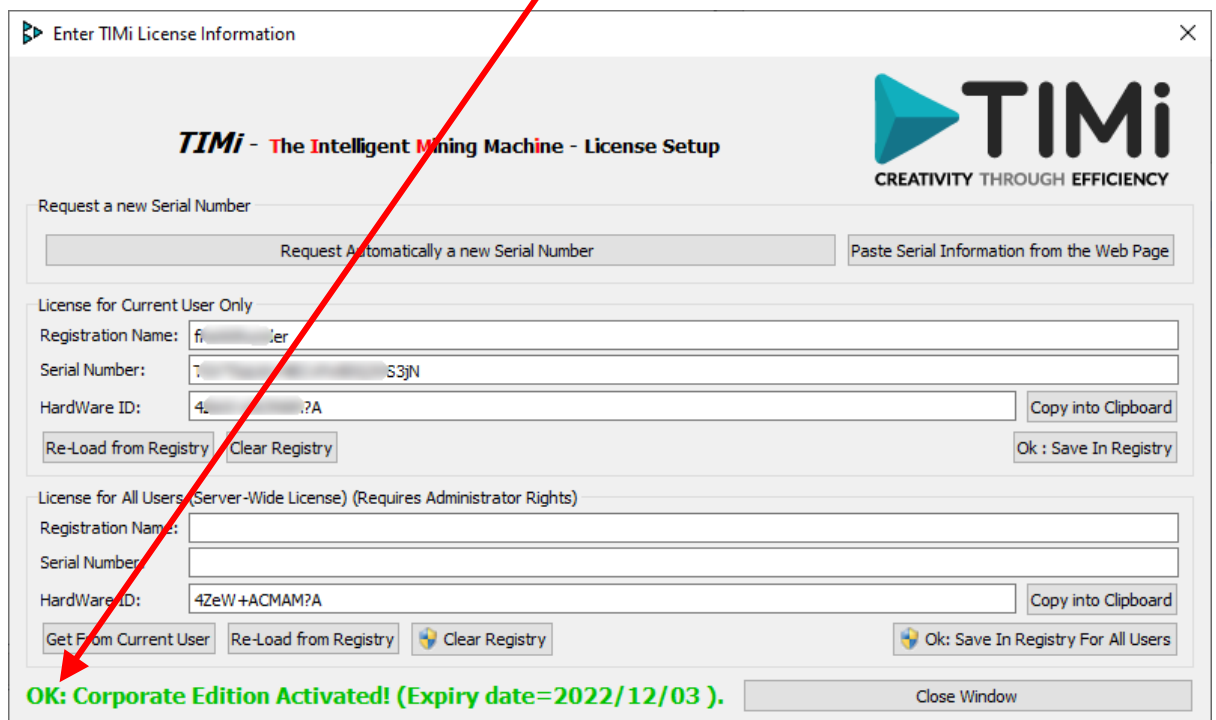 Enter TIMi License Information
TIMi
CREATIVITY THROUGH EFFICIENCY
TIMi - The Intelligent Mining Machine - License Setup
Request a new Serial Number
Request Automatically a new Serial Number
Paste Serial Information from the Web Page
License for Current User Only
Registration Name:
Serial Number:
HardWare ID:
Copy into Clipboard
Re-Load from Registry
Clear Registry
Ok : Save In Registry
License for All Users (Server-Wide License) (Requires Administrator Rights)
Registration Name:
Serial Number:
HardWare ID: 4ZeW+ACMAM?A
Copy into Clipboard
Get From Current User
Re-Load from Registry
Clear Registry
Ok: Save In Registry For All Users
OK: Corporate Edition Activated! (Expiry date=2022/12/03 ).
Close Window